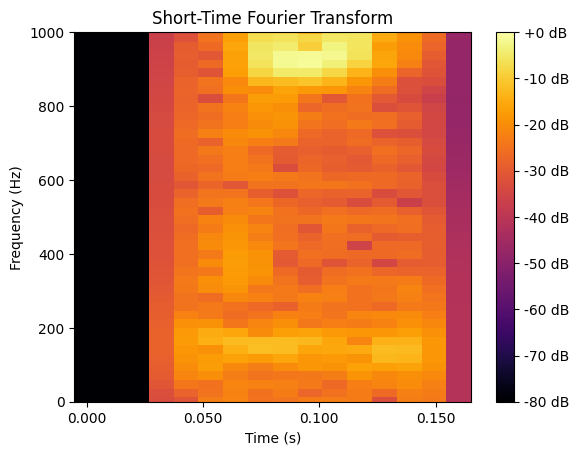 Short-Time Fourier Transform
1000
800
600
400
200
0
Frequency (Hz)
0.000
0.050
0.100
0.150
Time (s)
+0 dB
-10 dB
-20 dB
-30 dB
-40 dB
-50 dB
-60 dB
-70 dB
-80 dB